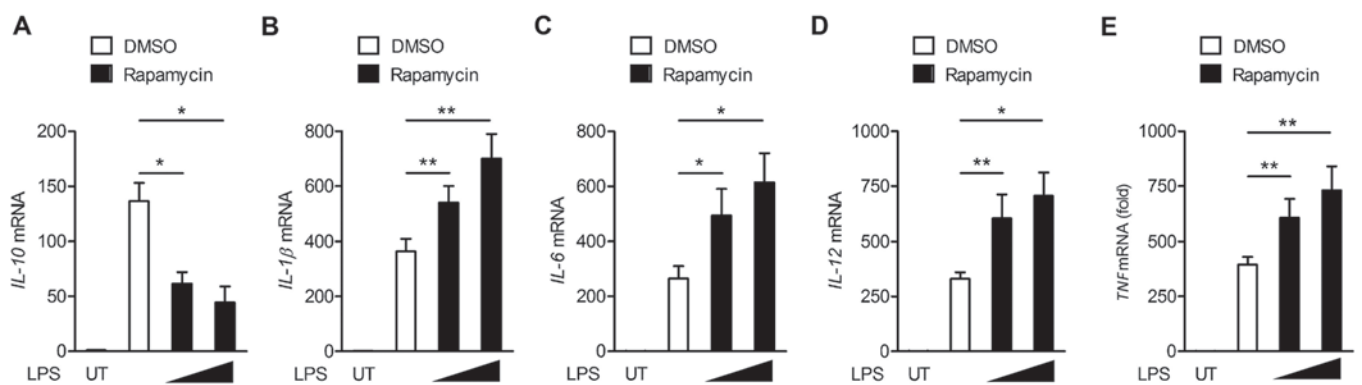 A
DMSO
Rapamycin
*
*
200
150
100
50
0
IL-10 mRNA
LPS UT
B
DMSO
Rapamycin
**
**
800
600
400
200
0
IL-1β mRNA
LPS UT
C
DMSO
Rapamycin
*
*
800
600
400
200
0
IL-6 mRNA
LPS UT
D
DMSO
Rapamycin
*
**
1000
750
500
250
0
IL-12 mRNA
LPS UT
E
DMSO
Rapamycin
**
**
1000
750
500
250
0
TNF mRNA (fold)
LPS UT